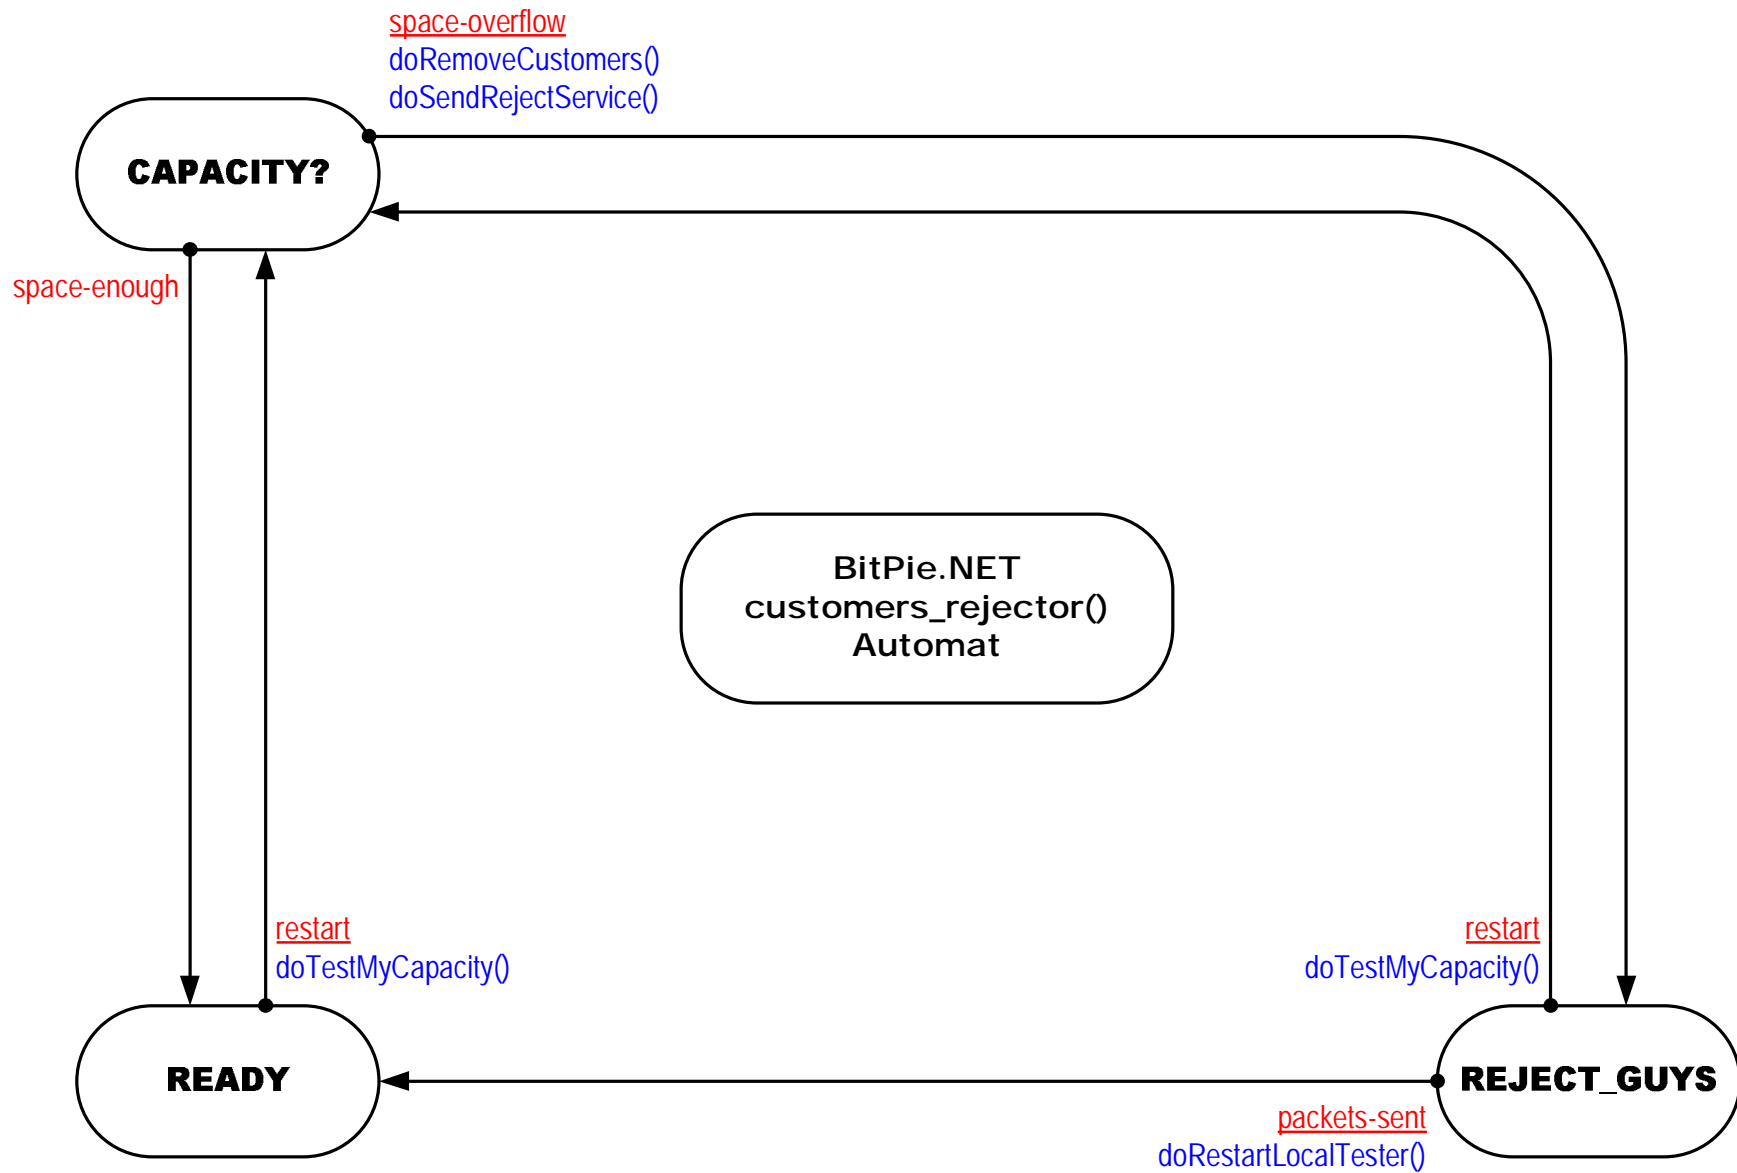 space-overflow
doRemoveCustomers()
doSendRejectService()
CAPACITY?
space-enough
BitPie.NET
customers_rejector()
Automat
restart
doTestMyCapacity()
restart
doTestMyCapacity()
READY
REJECT_GUYS
packets-sent
doRestartLocalTester()